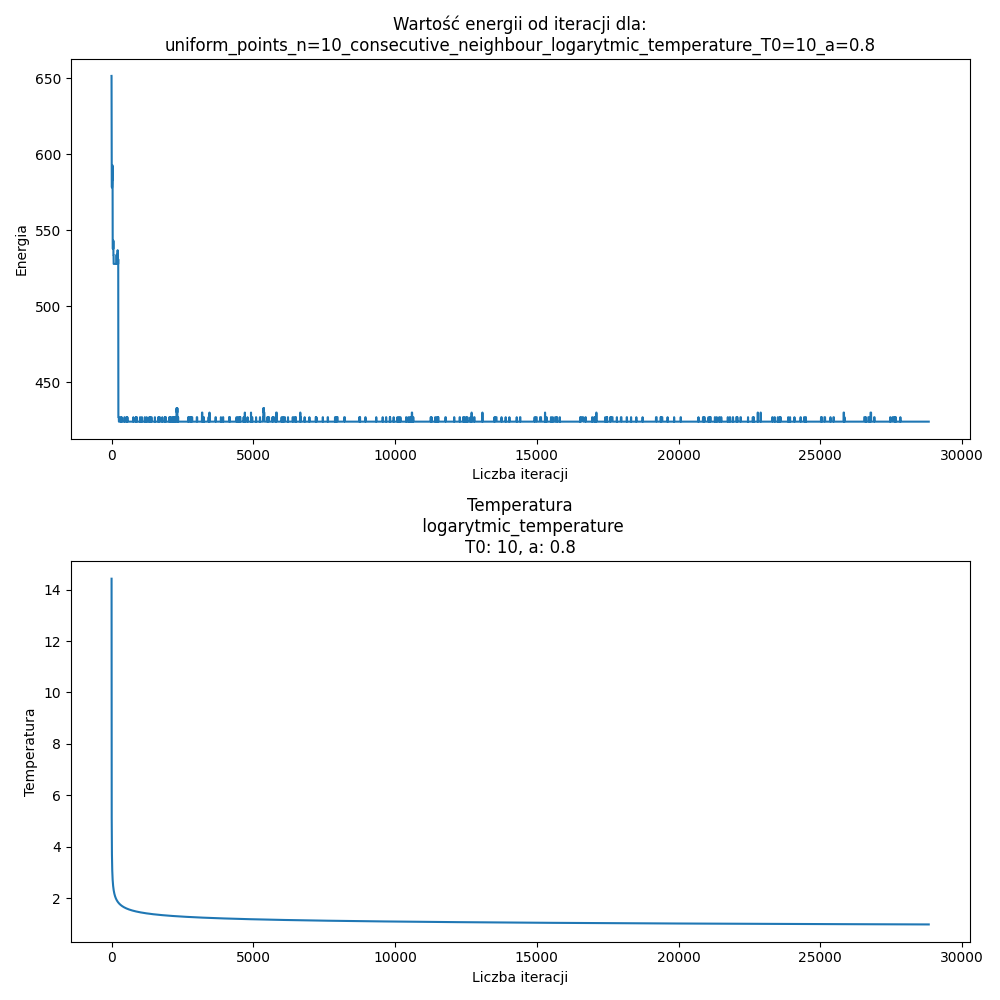 Wartość energii od iteracji dla:
uniform_points_n=10_consecutive_neighbour_logarytmic_temperature_T0=10_a=0.8
650
600
550
500
450
Energia
0 5000 10000 15000 20000 25000 30000
Liczba iteracji
Temperatura
logarytmic_temperature
T0: 10, a: 0.8
14
12
10
8
6
4
2
Temperatura
0 5000 10000 15000 20000 25000 30000
Liczba iteracji